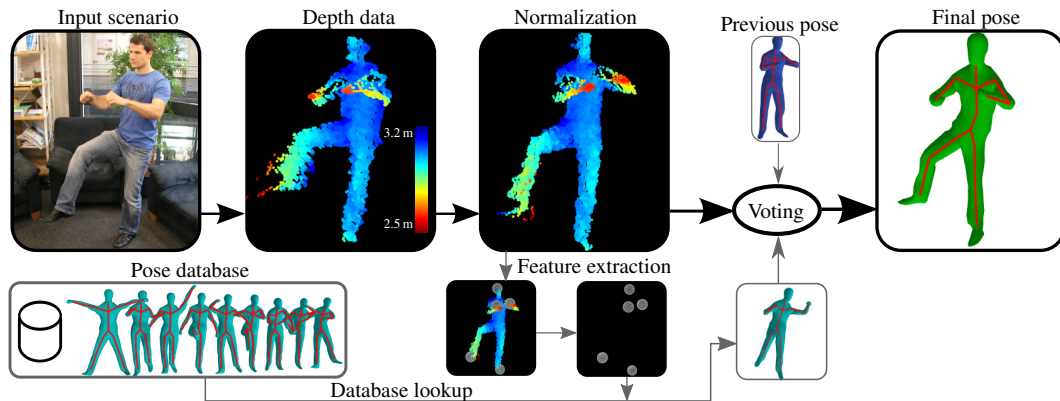 Input scenario
Depth data
Normalization
Previous pose
Final pose
3.2 m
2.5 m
Voting
Pose database
Feature extraction
Database lookup